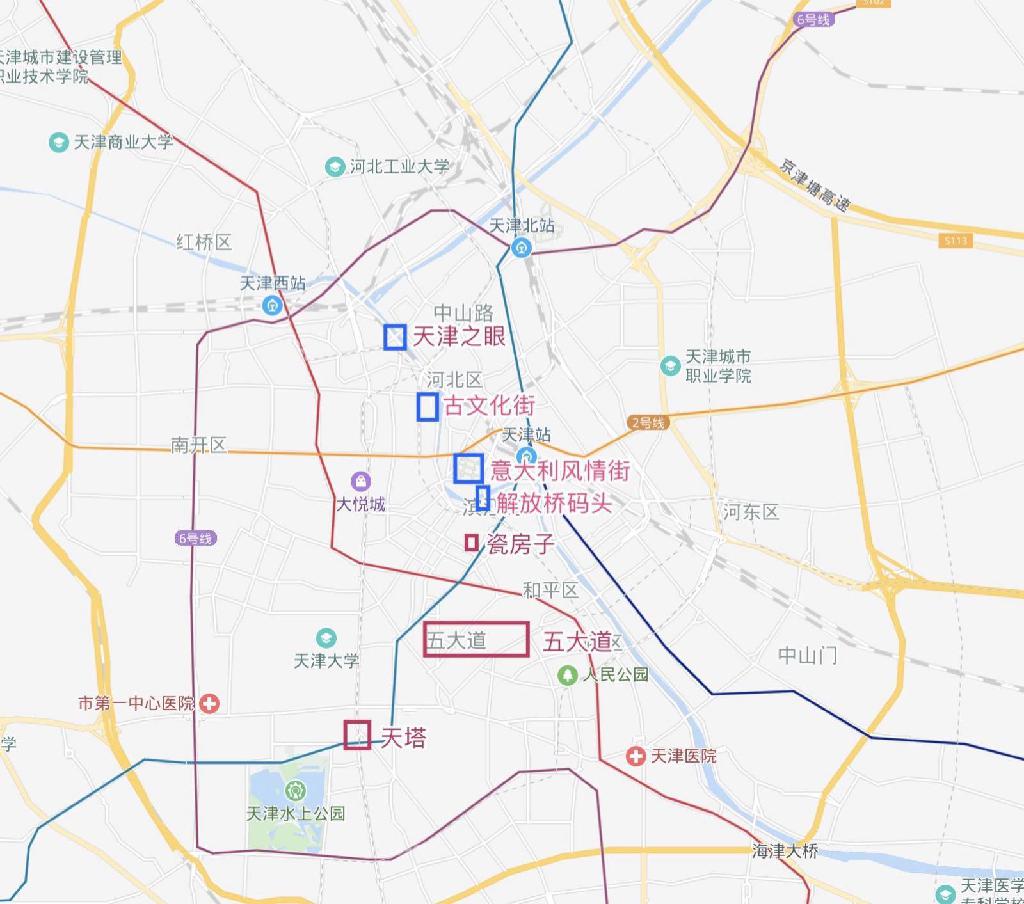 S102
6号线
天津城市建设管理
职业技术学院
天津商业大学
河北工业大学
京津塘高速
天津北站
红桥区
S113
天津西站
中山路
天津之眼
天津城市
职业学院
河北区
古文化街
2号线
天津站
南开区
意大利风情街
大悦城
解放桥码头
河东区
6号线
瓷房子
和平区
五大道
五大道
区
天津大学
中山门
人民公园
市第一中心医院
天塔
学
天津医院
天津水上公园
海津大桥
天津医学
专科学校